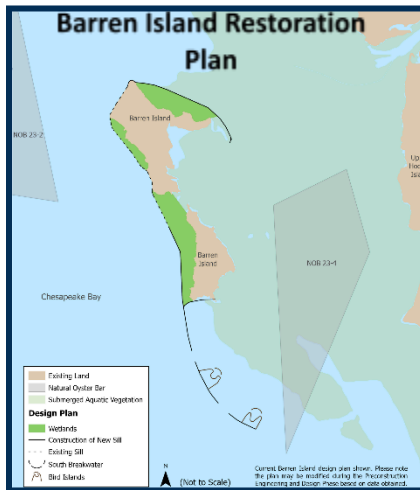 Barren Island Restoration
Plan
NOB 23-2
Barren Island
Barren
Island
NOB 23-4
Chesapeake Bay
Existing Land
Natural Oyster Bar
Submerged Aquatic Vegetation
Design Plan
Wetlands
Construction of New Sill
Existing Sill
South Breakwater
Bird Islands
N
(Not to Scale)
Current Barren Island design plan shown. Please note
the plan may be modified during the Preconstruction
Engineering and Design Phase based on data obtained.